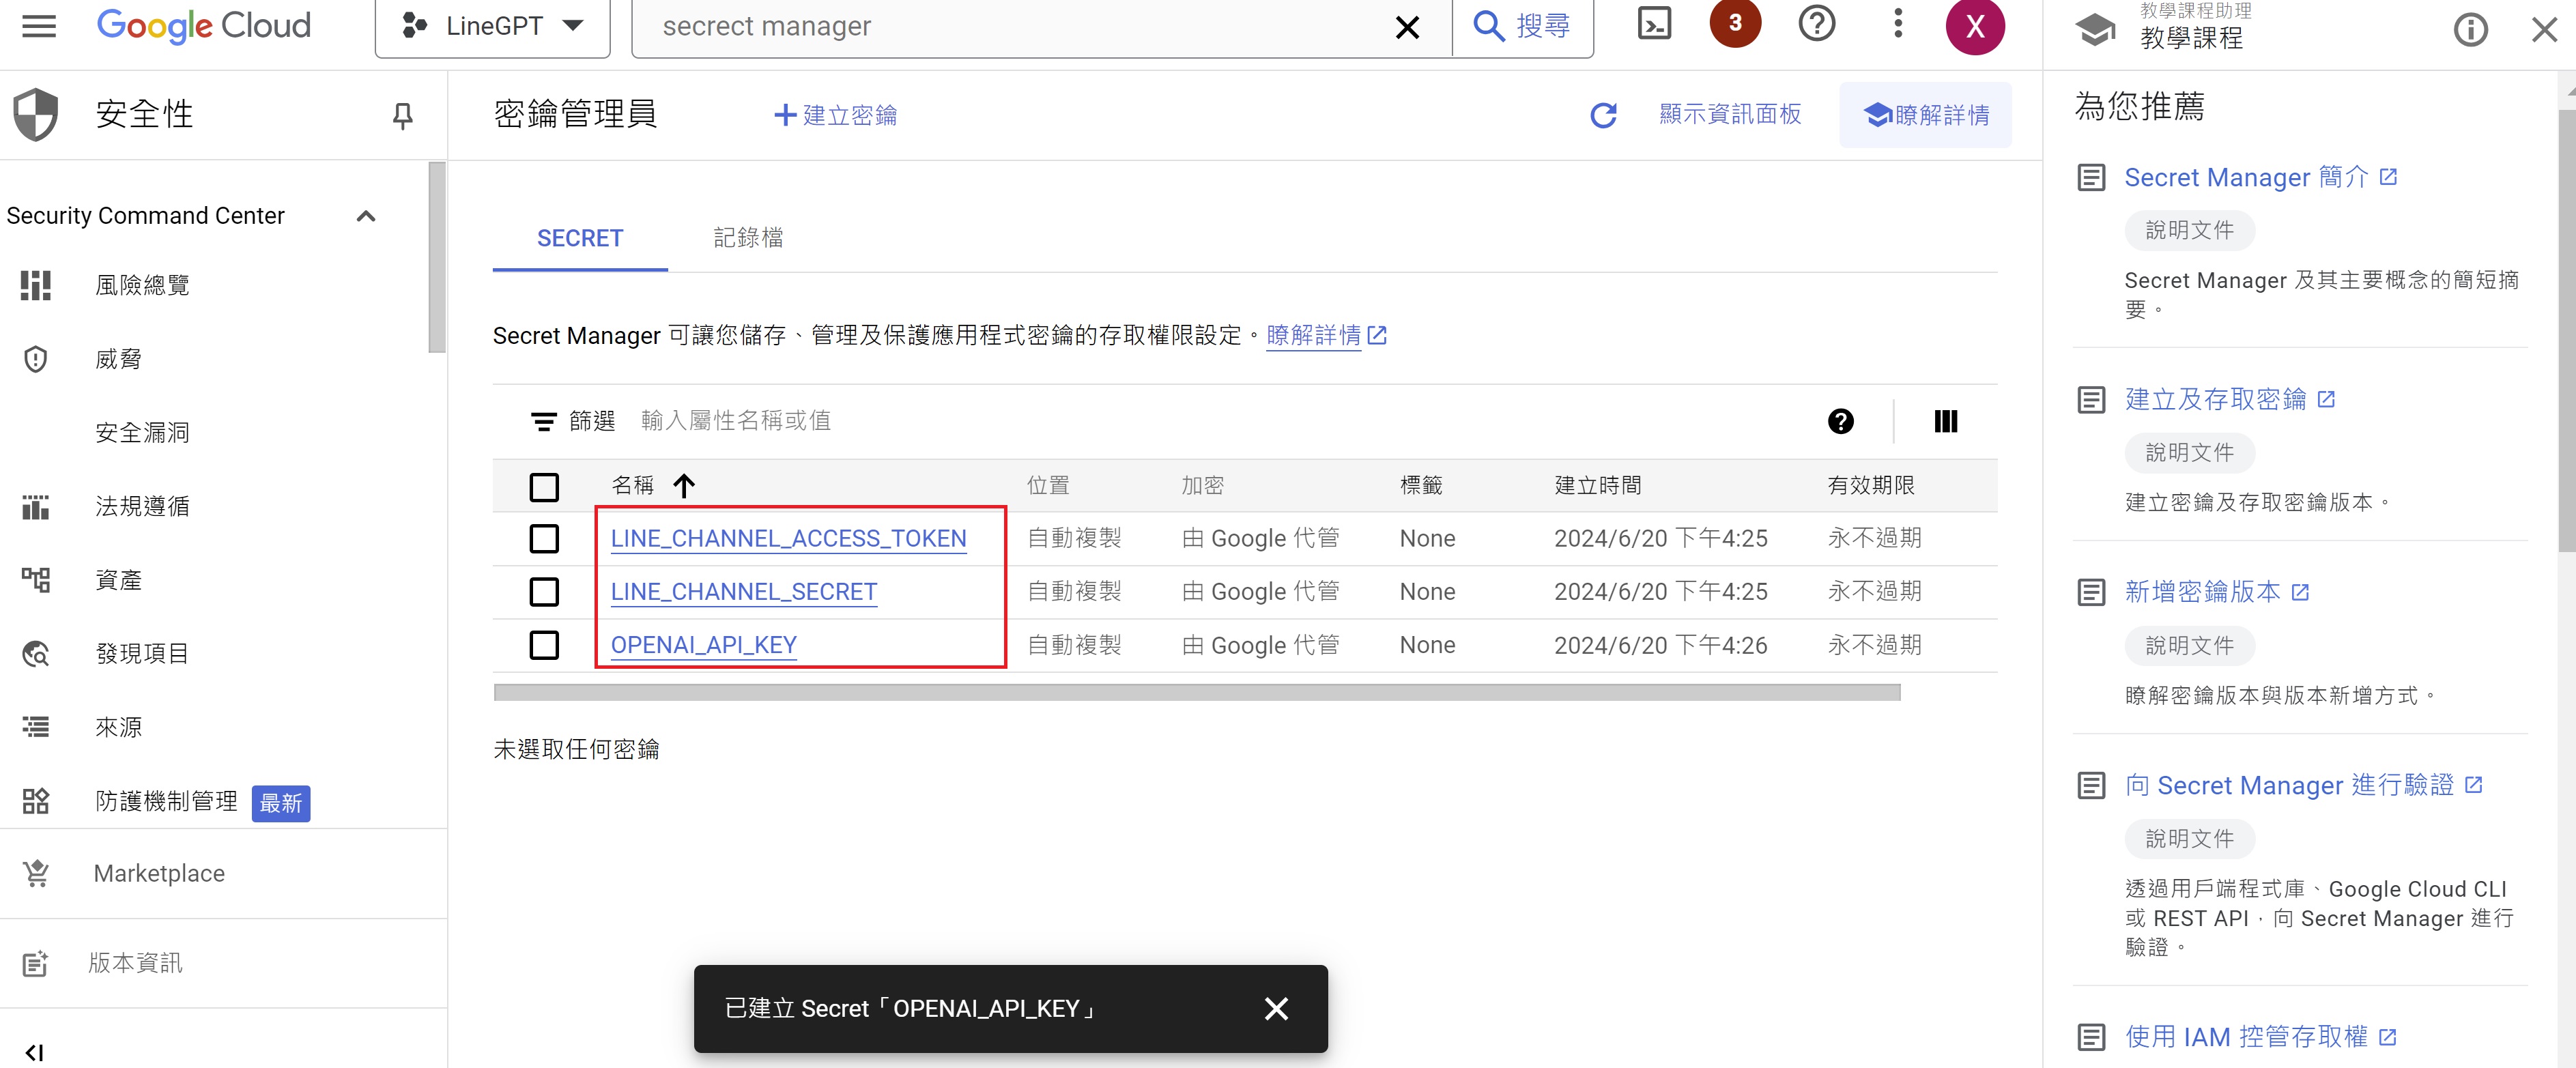 Google Cloud
LineGPT
secrect manager
搜尋
3
X
教學課程助理
教學課程
安全性
密鑰管理員
建立密鑰
顯示資訊面板
瞭解詳情
為您推薦
Security Command Center
風險總覽
威脅
安全漏洞
法規遵循
資產
發現項目
來源
防護機制管理 最新
Marketplace
版本資訊
SECRET
記錄檔
Secret Manager 可讓您儲存、管理及保護應用程式密鑰的存取權限設定。瞭解詳情
篩選 輸入屬性名稱或值
名稱 位置 加密 標籤 建立時間 有效期限
LINE_CHANNEL_ACCESS_TOKEN 自動複製 由 Google 代管 None 2024/6/20 下午4:25 永不過期
LINE_CHANNEL_SECRET 自動複製 由 Google 代管 None 2024/6/20 下午4:25 永不過期
OPENAI_API_KEY 自動複製 由 Google 代管 None 2024/6/20 下午4:26 永不過期
未選取任何密鑰
已建立 Secret「OPENAI_API_KEY」
Secret Manager 簡介
說明文件
Secret Manager 及其主要概念的簡短摘
要。
建立及存取密鑰
說明文件
建立密鑰及存取密鑰版本。
新增密鑰版本
說明文件
瞭解密鑰版本與版本新增方式。
向 Secret Manager 進行驗證
說明文件
透過用戶端程式庫、Google Cloud CLI
或 REST API，向 Secret Manager 進行
驗證。
使用 IAM 控管存取權